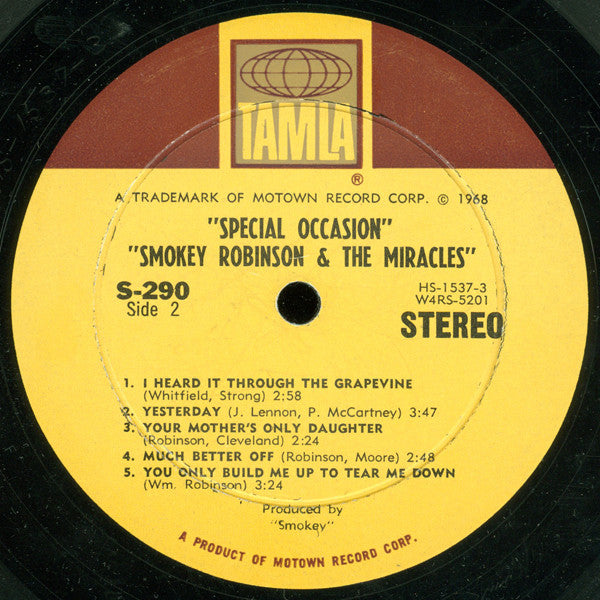 TAMLA
®
A TRADEMARK OF MOTOWN RECORD CORP. © 1968
"SPECIAL OCCASION"
"SMOKEY ROBINSON & THE MIRACLES"
S-290
Side 2
HS-1537-3
W4RS-5201
STEREO
1. I HEARD IT THROUGH THE GRAPEVINE
(Whitfield, Strong) 2:58
2. YESTERDAY (J. Lennon, P. McCartney) 3:47
3. YOUR MOTHER'S ONLY DAUGHTER
(Robinson, Cleveland) 2:24
4. MUCH BETTER OFF (Robinson, Moore) 2:48
5. YOU ONLY BUILD ME UP TO TEAR ME DOWN
(Wm. Robinson) 3:24
Produced by
"Smokey"
A PRODUCT OF MOTOWN RECORD CORP.